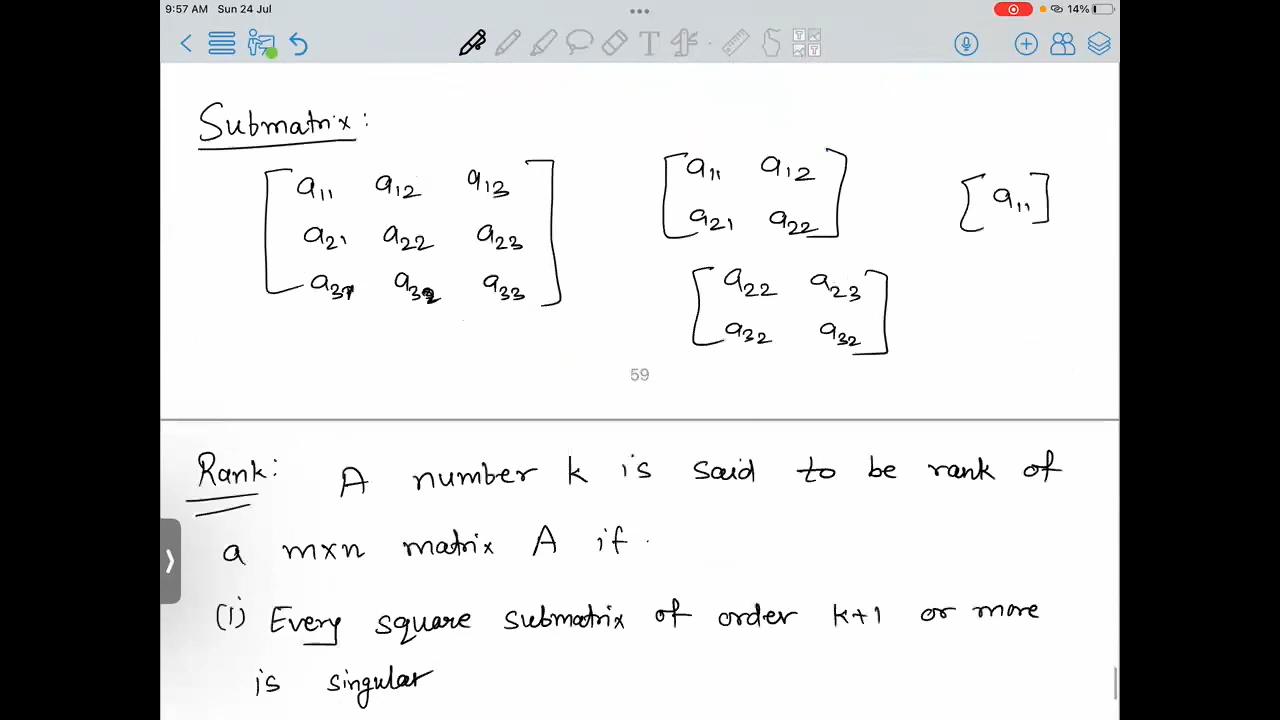 9:57 AM Sun 24 Jul
14%
T
Submatrix:
[ a11 a12 a13 ] [ a11 a12 ] [ a11 ]
[ a21 a22 a23 ] [ a21 a22 ]
[ a31 a32 a33 ] [ a22 a23 ]
[ a32 a32 ]
59
Rank: A number k is said to be rank of
a m×n matrix A if
(i) Every square submatrix of order k+1 or more
is singular